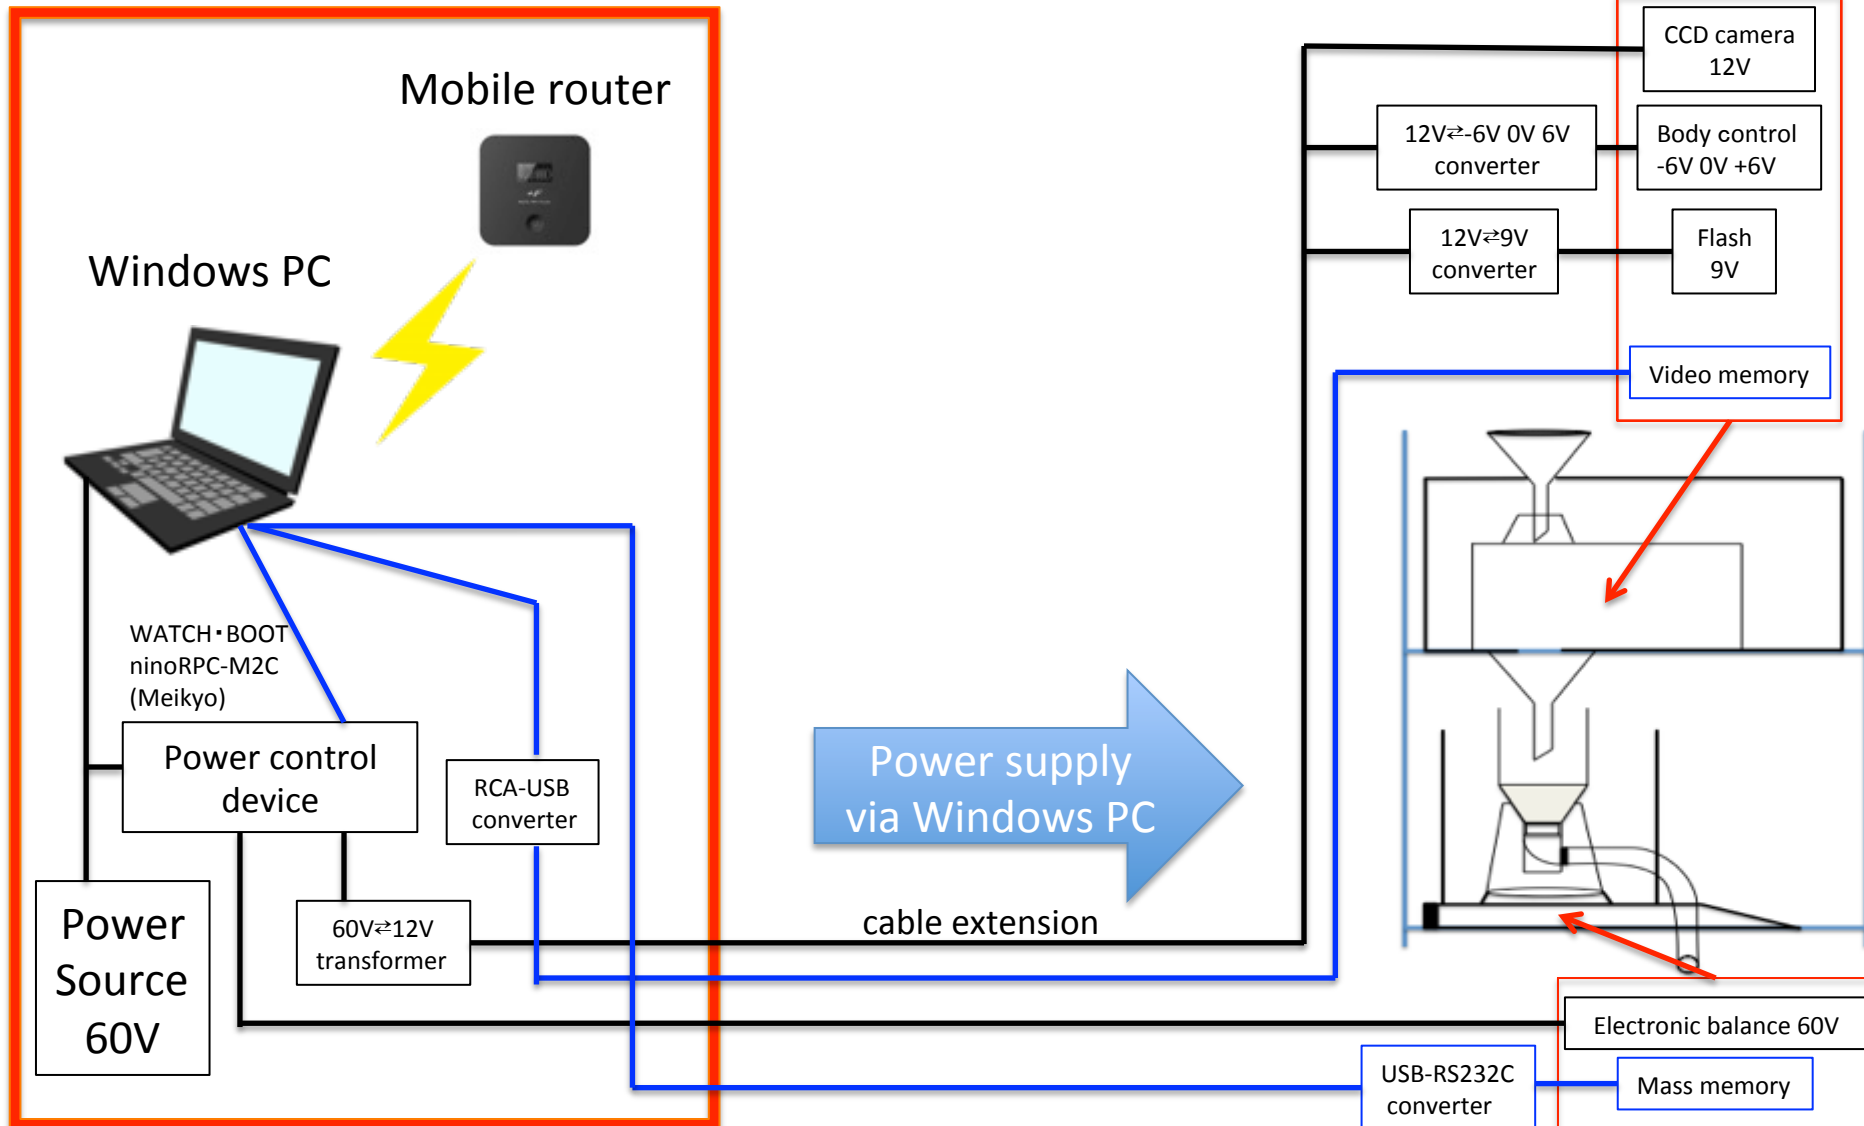 Mobile router
Windows PC
WATCH・BOOT
ninoRPC-M2C
(Meikyo)
Power control
device
RCA-USB
converter
Power
Source
60V
60V⇄12V
transformer
Power supply
via Windows PC
cable extension
CCD camera
12V
12V⇄-6V 0V 6V
converter
Body control
-6V 0V +6V
12V⇄9V
converter
Flash
9V
Video memory
Electronic balance 60V
USB-RS232C
converter
Mass memory